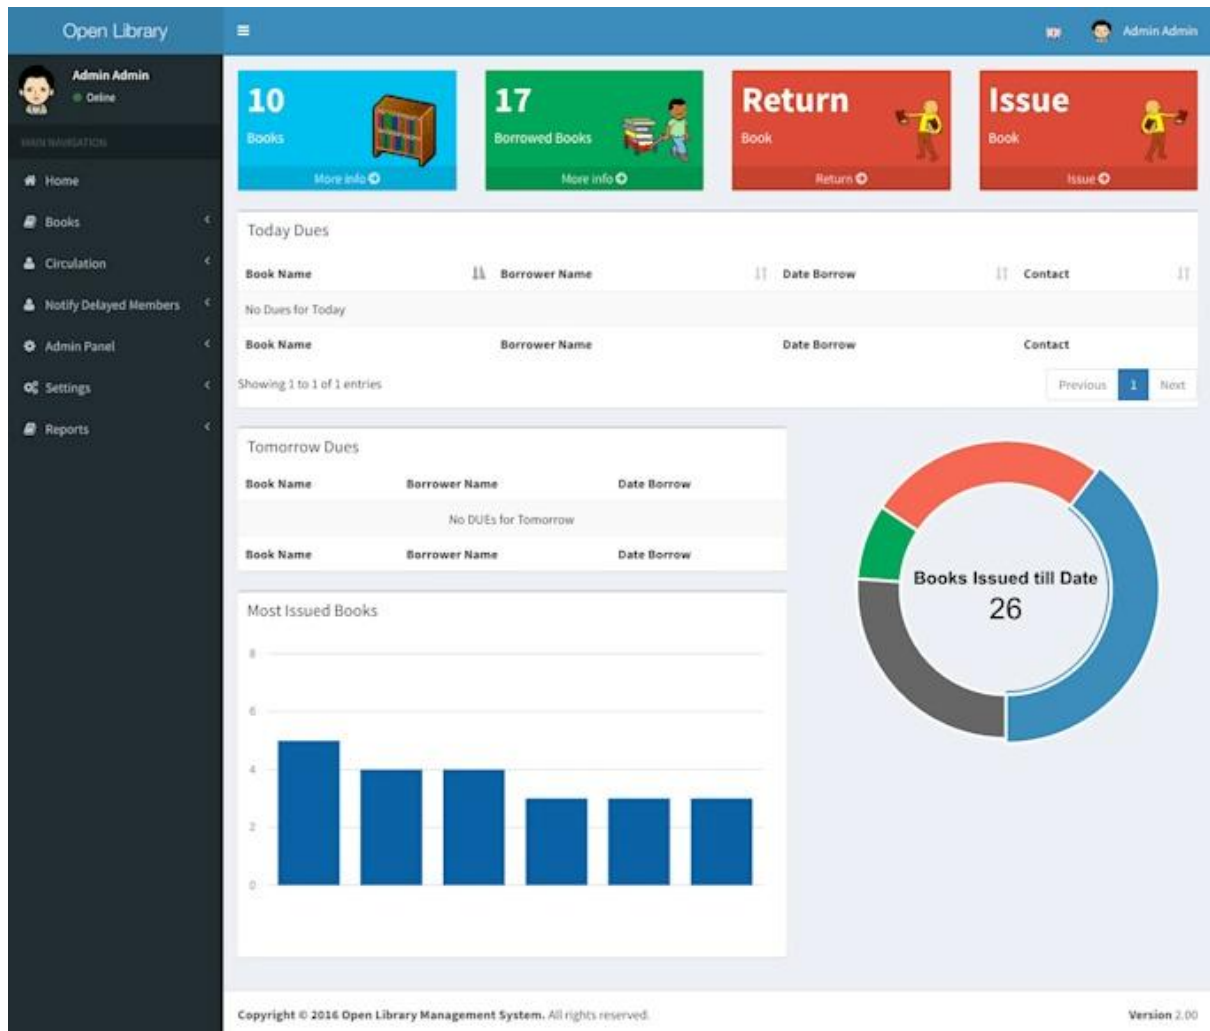 Open Library
Admin Admin
Admin Admin
Online
MAIN NAVIGATION
Home
Books
Circulation
Notify Delayed Members
Admin Panel
Settings
Reports
10
Books
More info
17
Borrowed Books
More info
Return
Book
Return
Issue
Book
Issue
Today Dues
Book Name Borrower Name Date Borrow Contact
No Dues for Today
Book Name Borrower Name Date Borrow Contact
Showing 1 to 1 of 1 entries
Previous 1 Next
Tomorrow Dues
Book Name Borrower Name Date Borrow
No DUEs for Tomorrow
Book Name Borrower Name Date Borrow
Books Issued till Date
26
Most Issued Books
8
6
4
2
0
Copyright © 2016 Open Library Management System. All rights reserved.
Version 2.00